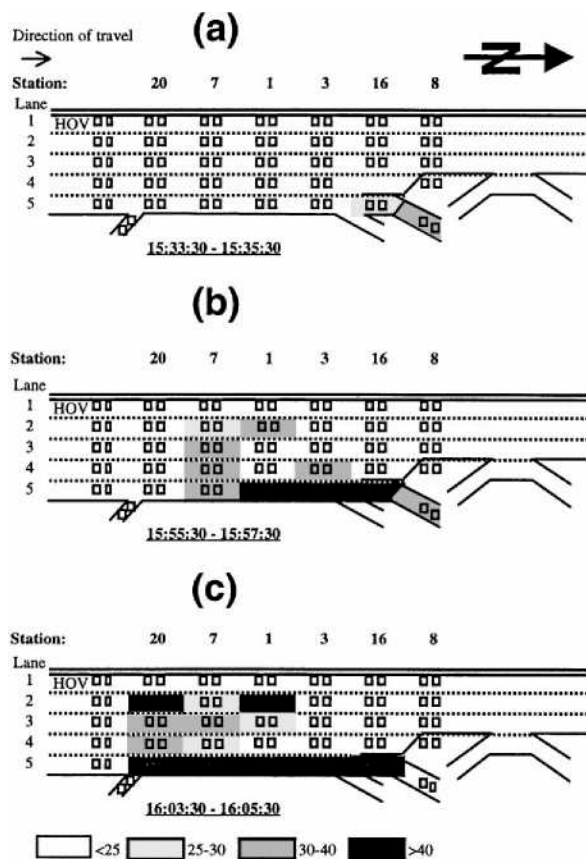 (a)
Direction of travel
N
Station: 20 7 1 3 16 8
Lane
1 HOV
2
3
4
5
15:33:30 - 15:35:30
(b)
Station: 20 7 1 3 16 8
Lane
1 HOV
2
3
4
5
15:55:30 - 15:57:30
(c)
Station: 20 7 1 3 16 8
Lane
1 HOV
2
3
4
5
16:03:30 - 16:05:30
<25 25-30 30-40 >40